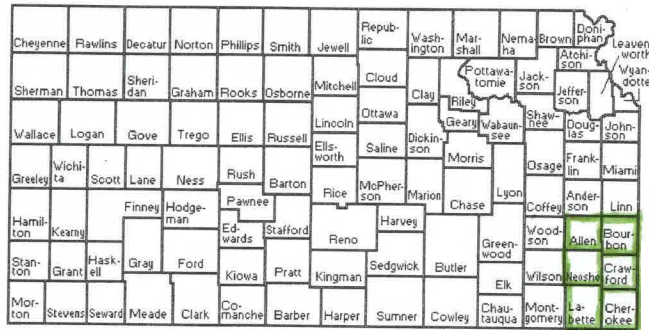 Cheyenne
Rawlins
Decatur
Norton
Phillips
Smith
Jewell
Repub-
lic
Wash-
ington
Mar-
shall
Nema-
ha
Brown
Doni-
phan
Atchi-
son
Leaven
worth
Wyan-
dotte
Sherman
Thomas
Sheri-
dan
Graham
Rooks
Osborne
Mitchell
Cloud
Clay
Riley
Pottawa-
tomie
Jack-
son
Jeffer-
son
Wallace
Logan
Gove
Trego
Ellis
Russell
Lincoln
Ottawa
Geary
Wabaun-
see
Shaw-
nee
Doug-
las
John-
son
Ells-
worth
Saline
Dickin-
son
Morris
Osage
Frank-
lin
Miami
Greeley
Wichi-
ta
Scott
Lane
Ness
Rush
Barton
Rice
McPher-
son
Marion
Chase
Lyon
Coffey
Ander-
son
Linn
Hamil-
ton
Kearny
Finney
Hodge-
man
Pawnee
Ed-
wards
Stafford
Reno
Harvey
Green-
wood
Wood-
son
Allen
Bour-
bon
Stan-
ton
Grant
Hask-
ell
Gray
Ford
Kiowa
Pratt
Kingman
Sedgwick
Butler
Elk
Wilson
Neosho
Craw-
ford
Mor-
ton
Stevens
Seward
Meade
Clark
Co-
manche
Barber
Harper
Sumner
Cowley
Chau-
tauqua
Mont-
gomery
La-
bette
Cher-
okee